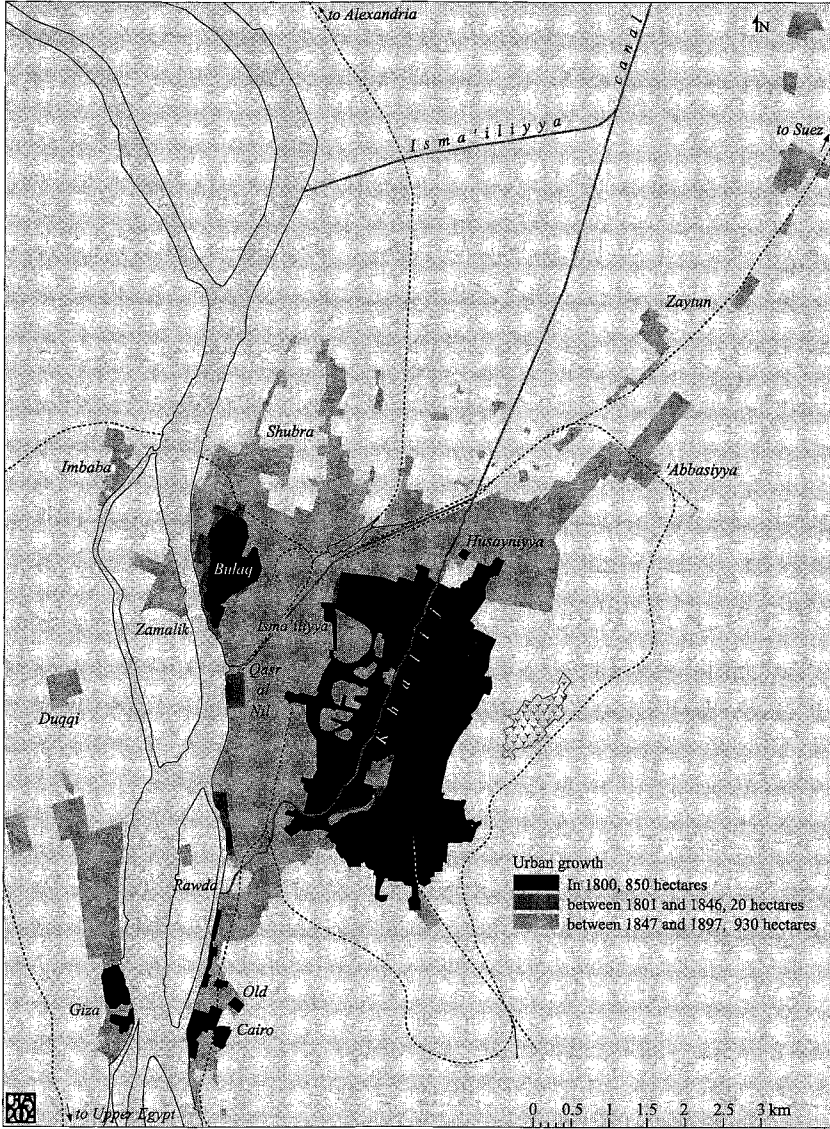 to Alexandria
N
canal
Isma'iliyya
to Suez
Zaytun
Shubra
Imbaba
'Abbasiyya
Husayniyya
Bulaq
Isma'iliyya
Zamalik
Khalij
Qasr
al
Nil
Duqqi
Urban growth
In 1800, 850 hectares
between 1801 and 1846, 20 hectares
between 1847 and 1897, 930 hectares
Rawda
Old
Cairo
Giza
to Upper Egypt
0 0.5 1 1.5 2 2.5 3 km